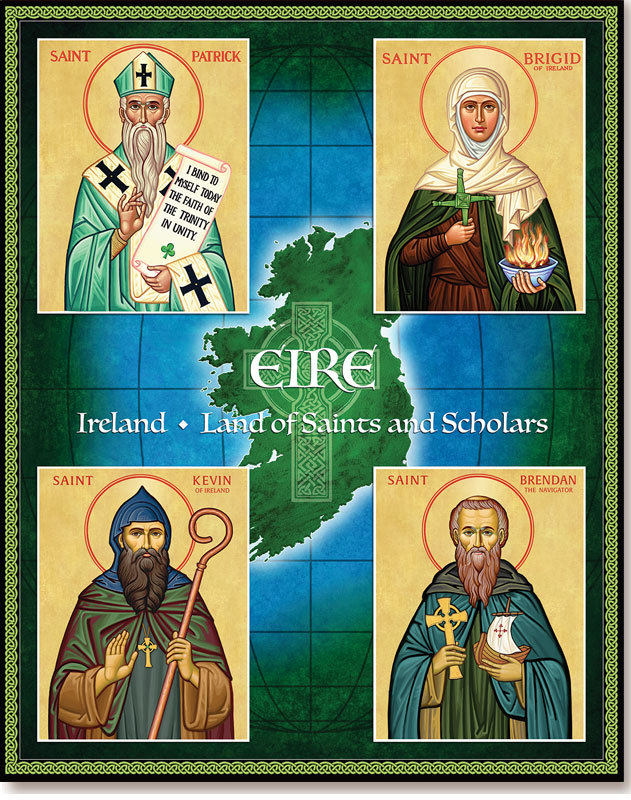 SAINT PATRICK
I BIND TO
MYSELF TODAY
THE FAITH OF
THE TRINITY
IN UNITY.
SAINT BRIGID
OF IRELAND
EIRE
Ireland ◆ Land of Saints and Scholars
SAINT KEVIN
OF IRELAND
SAINT BRENDAN
THE NAVIGATOR